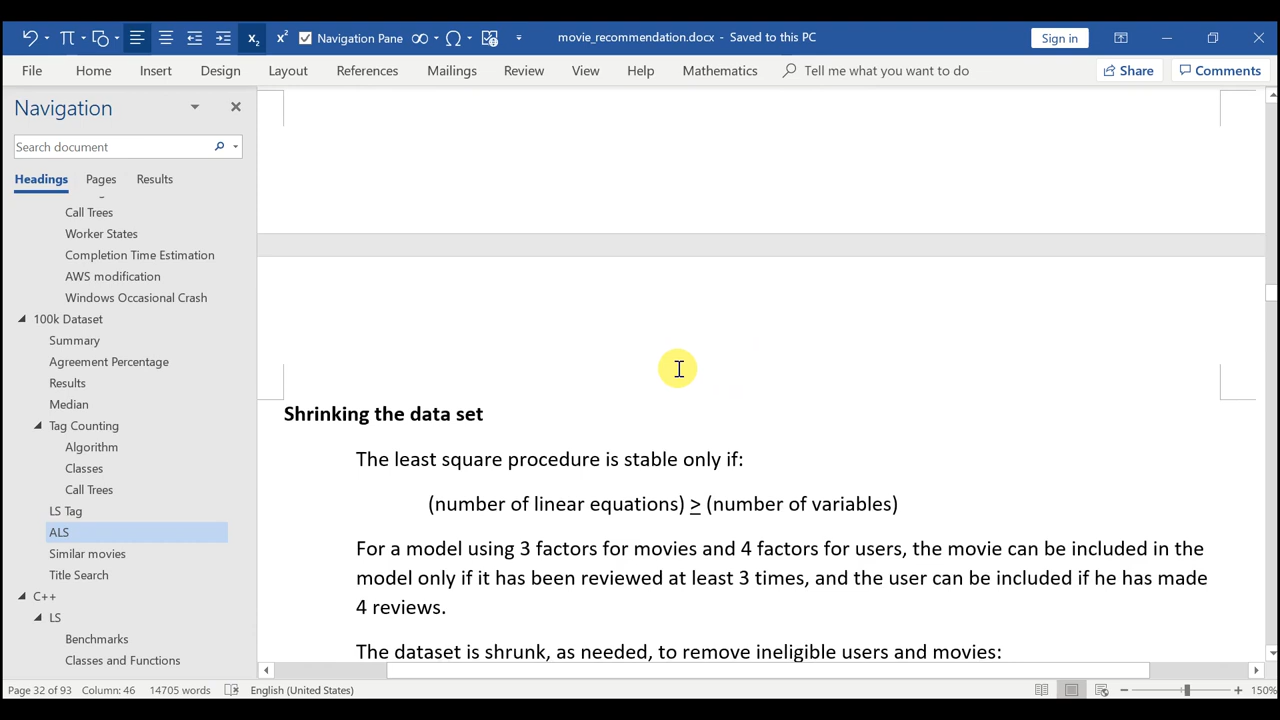 Navigation Pane
movie_recommendation.docx - Saved to this PC
Sign in
File Home Insert Design Layout References Mailings Review View Help Mathematics Tell me what you want to do Share Comments
Navigation
Search document
Headings Pages Results
Call Trees
Worker States
Completion Time Estimation
AWS modification
Windows Occasional Crash
100k Dataset
Summary
Agreement Percentage
Results
Median
Tag Counting
Algorithm
Classes
Call Trees
LS Tag
ALS
Similar movies
Title Search
C++
LS
Benchmarks
Classes and Functions
Shrinking the data set
The least square procedure is stable only if:
(number of linear equations) ≥ (number of variables)
For a model using 3 factors for movies and 4 factors for users, the movie can be included in the
model only if it has been reviewed at least 3 times, and the user can be included if he has made
4 reviews.
The dataset is shrunk, as needed, to remove ineligible users and movies:
Page 32 of 93 Column: 46 14705 words English (United States) 150%